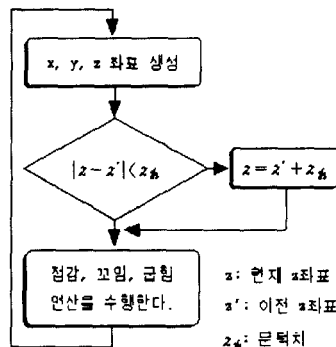 x, y, z 좌표 생성
|z - z'| < z_th
z = z' + z_th
점감, 꼬임, 굽힘
연산을 수행한다.
z: 현재 z좌표
z': 이전 z좌표
z_th: 문턱치